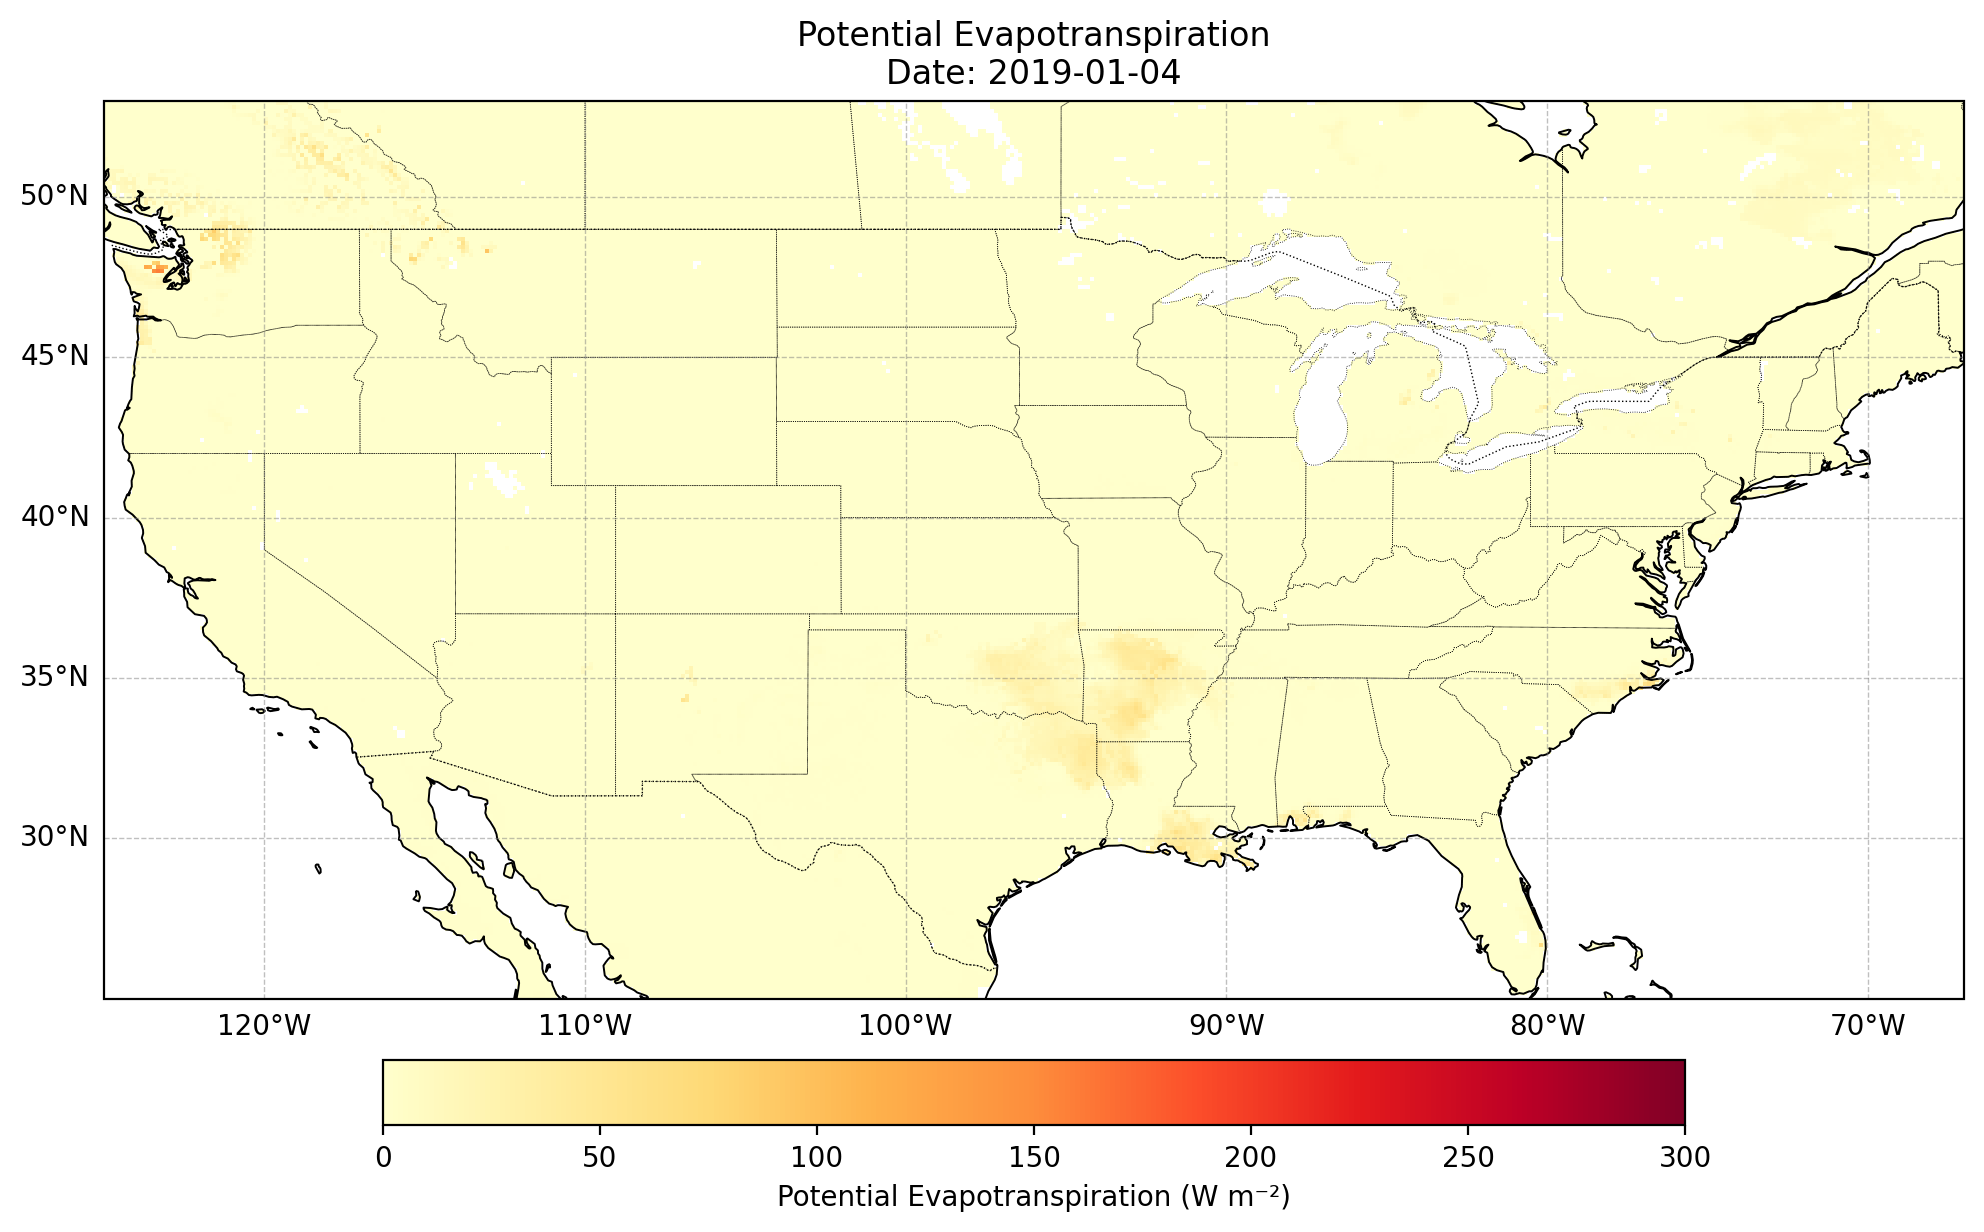 Potential Evapotranspiration
Date: 2019-01-04
50°N
45°N
40°N
35°N
30°N
120°W 110°W 100°W 90°W 80°W 70°W
0 50 100 150 200 250 300
Potential Evapotranspiration (W m⁻²)